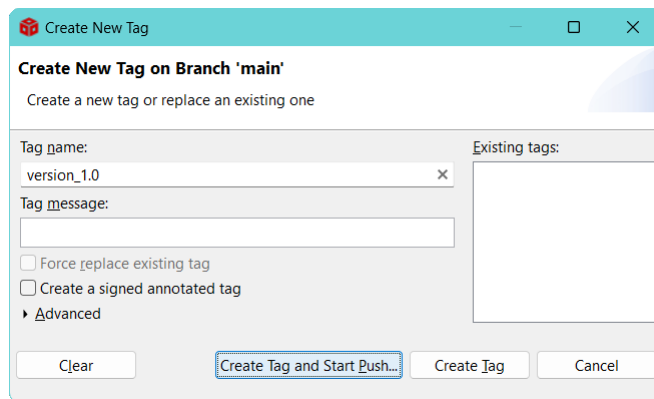 Create New Tag
Create New Tag on Branch 'main'
Create a new tag or replace an existing one
Tag name:
Existing tags:
version_1.0
Tag message:
Force replace existing tag
Create a signed annotated tag
Advanced
Clear
Create Tag and Start Push...
Create Tag
Cancel